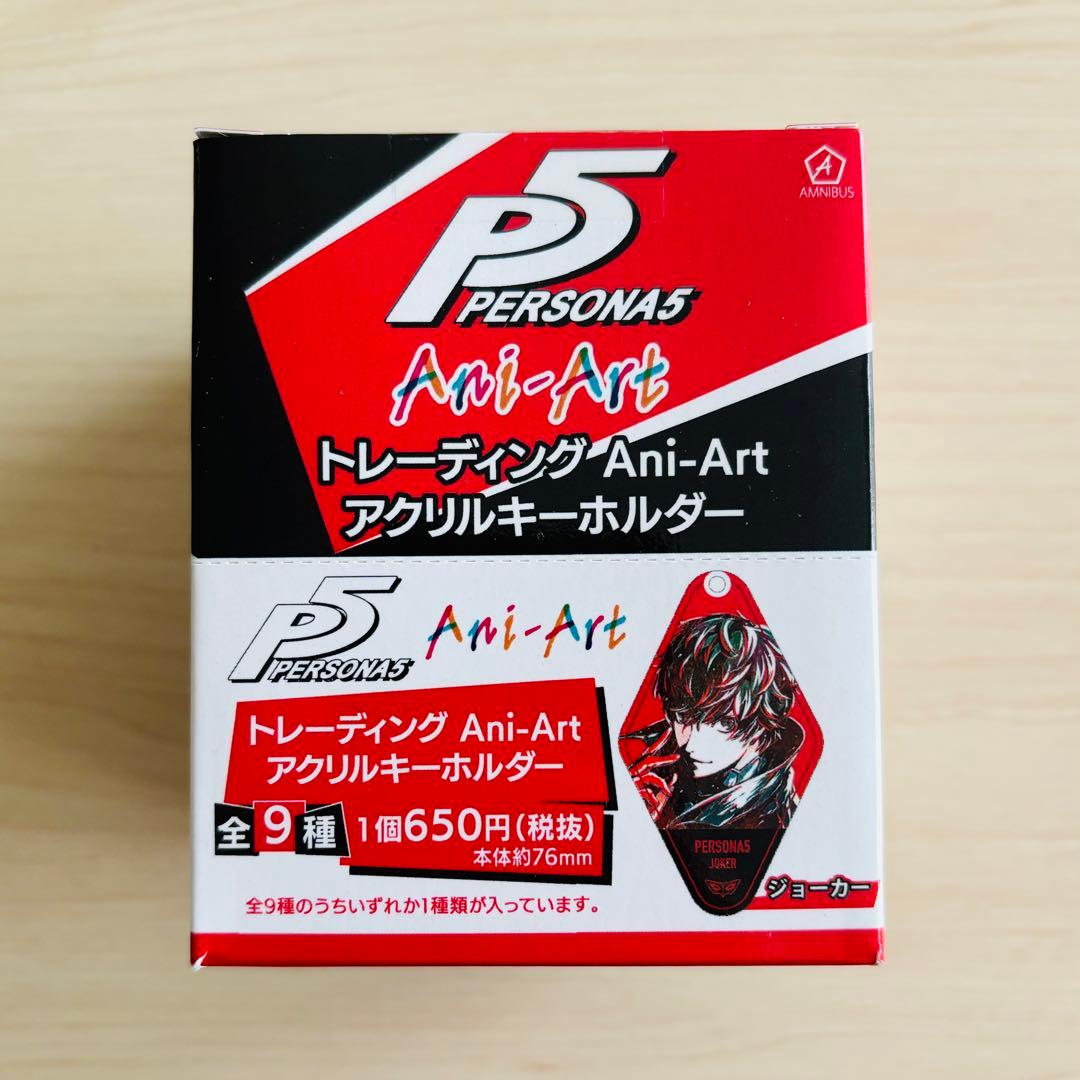 P5
PERSONA5
A
AMNIBUS
Ani-Art
トレーディング Ani-Art
アクリルキーホルダー
P5
PERSONA5
Ani-Art
トレーディング Ani-Art
アクリルキーホルダー
全9種
1個650円(税抜)
本体約76mm
全9種のうちいずれか1種類が入っています。
PERSONA5
JOKER
ジョーカー